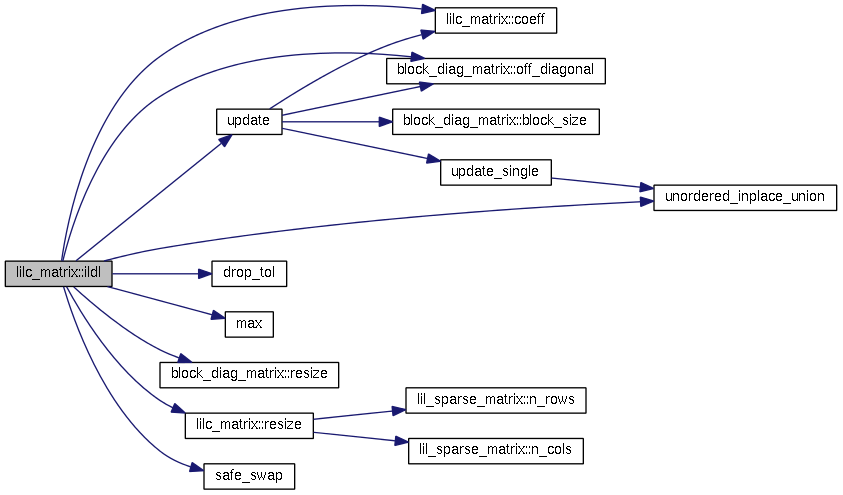 lilc_matrix::coeff
block_diag_matrix::off_diagonal
update
block_diag_matrix::block_size
update_single
unordered_inplace_union
lilc_matrix::ildl
drop_tol
max
block_diag_matrix::resize
lil_sparse_matrix::n_rows
lilc_matrix::resize
lil_sparse_matrix::n_cols
safe_swap